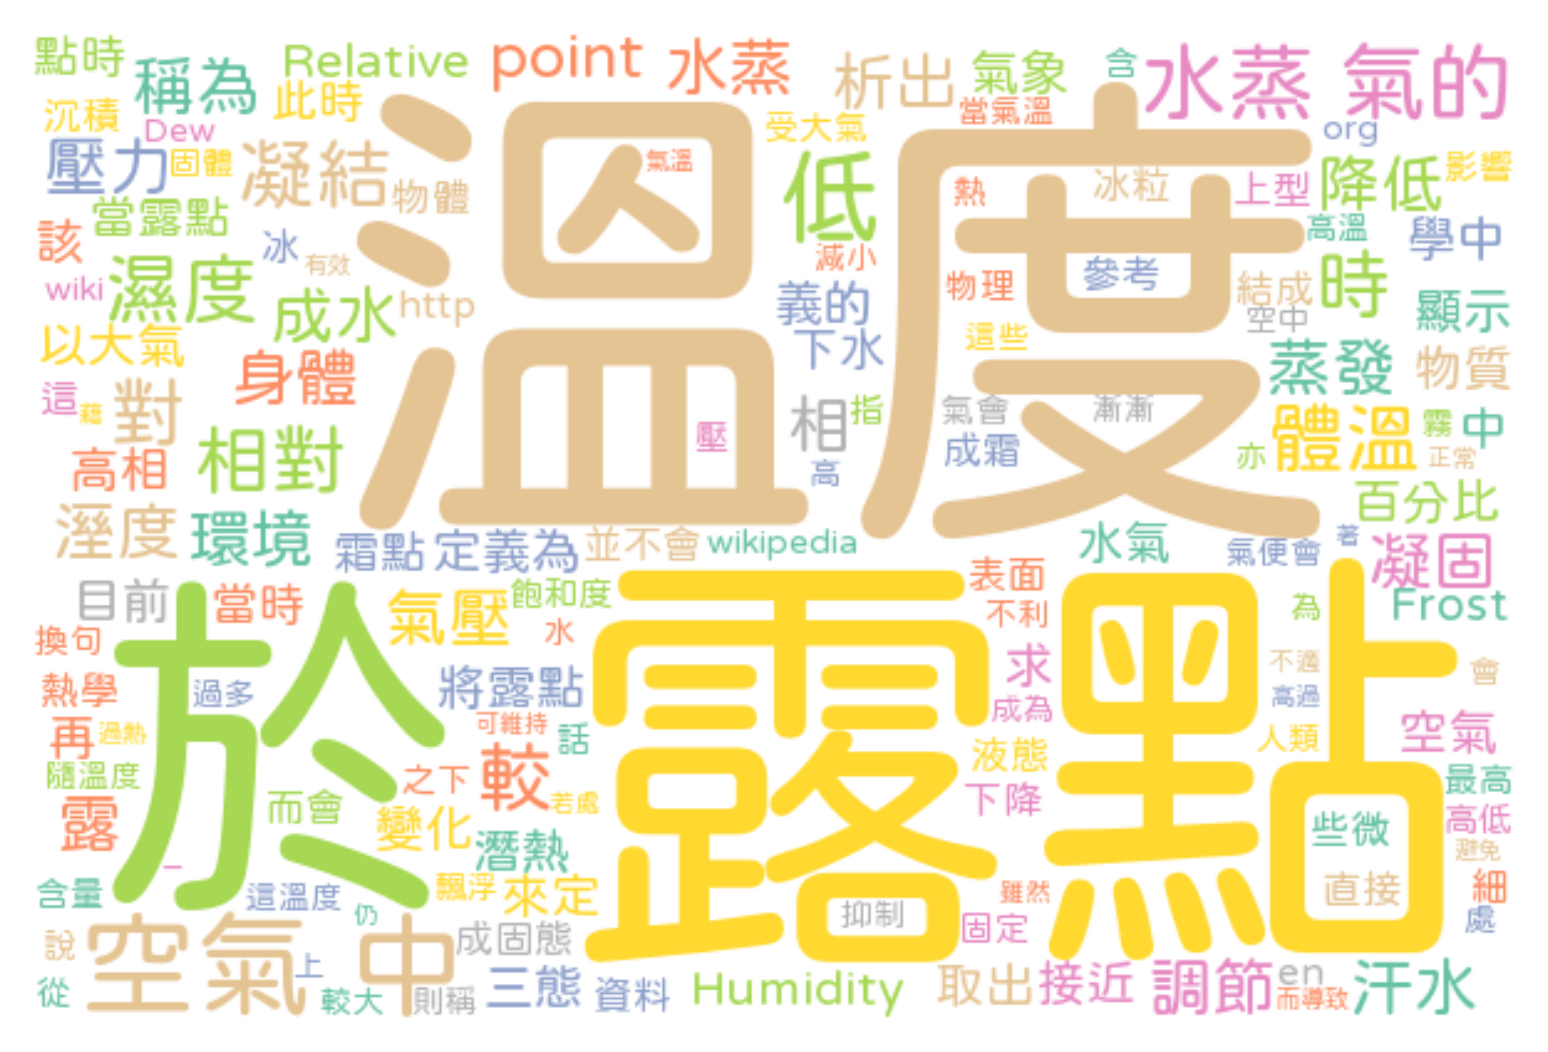 點時 稱為 Relative point 水蒸 析出 氣象 含 水蒸 氣的
沉積 Dew 此時 溫度 受大氣 當氣溫 org
壓力 固體 凝結 物體 氣溫 低 熱 冰粒 上型 降低 影響
該 當露點 冰 有效 減小 物理 參考 高溫 學中
wiki 濕度 成水 http 義的 結成 時 顯示
以大氣 身體 下水 這些 空中 蒸發 物質
這 藉 對 壓 相 指 氣會 漸漸 體溫 霧 中
高相 相對 高 成霜 亦 正常
溼度 環境 霜點 定義為 並不會 wikipedia 水氣 氣便會 著 百分比 凝固
目前 當時 氣壓 飽和度 露點 表面 不利 為 Frost
換句 於 水 求 不適 會
熱學 過多 將露點 成為 高過
再 過熱 可維持 話 液態 人類 空氣
隨溫度 之下 較 若處 下降 最高
露 而會 變化 潛熱 些微 高低 避免
一
含量 這溫度 仍 飄浮 來定 抑制 雖然 固定 直接 細 處
說 空氣 中 成固態
從 上 較大 則稱 三態 資料 Humidity 取出 接近 調節 en 而導致 汗水